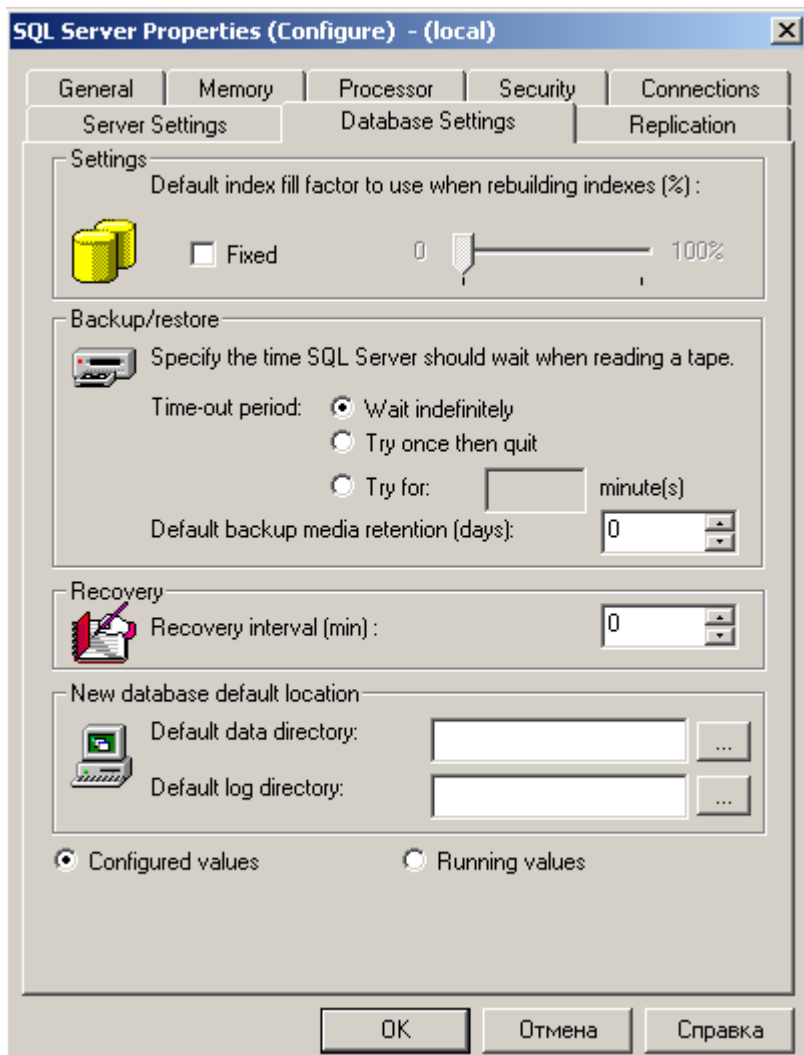 SQL Server Properties (Configure) - (local)
General Memory Processor Security Connections
Server Settings Database Settings Replication
Settings
Default index fill factor to use when rebuilding indexes (%) :
Fixed 0 100%
Backup/restore
Specify the time SQL Server should wait when reading a tape.
Time-out period: Wait indefinitely
Try once then quit
Try for: minute(s)
Default backup media retention (days): 0
Recovery
Recovery interval (min) : 0
New database default location
Default data directory: ...
Default log directory: ...
Configured values Running values
OK Отмена Справка